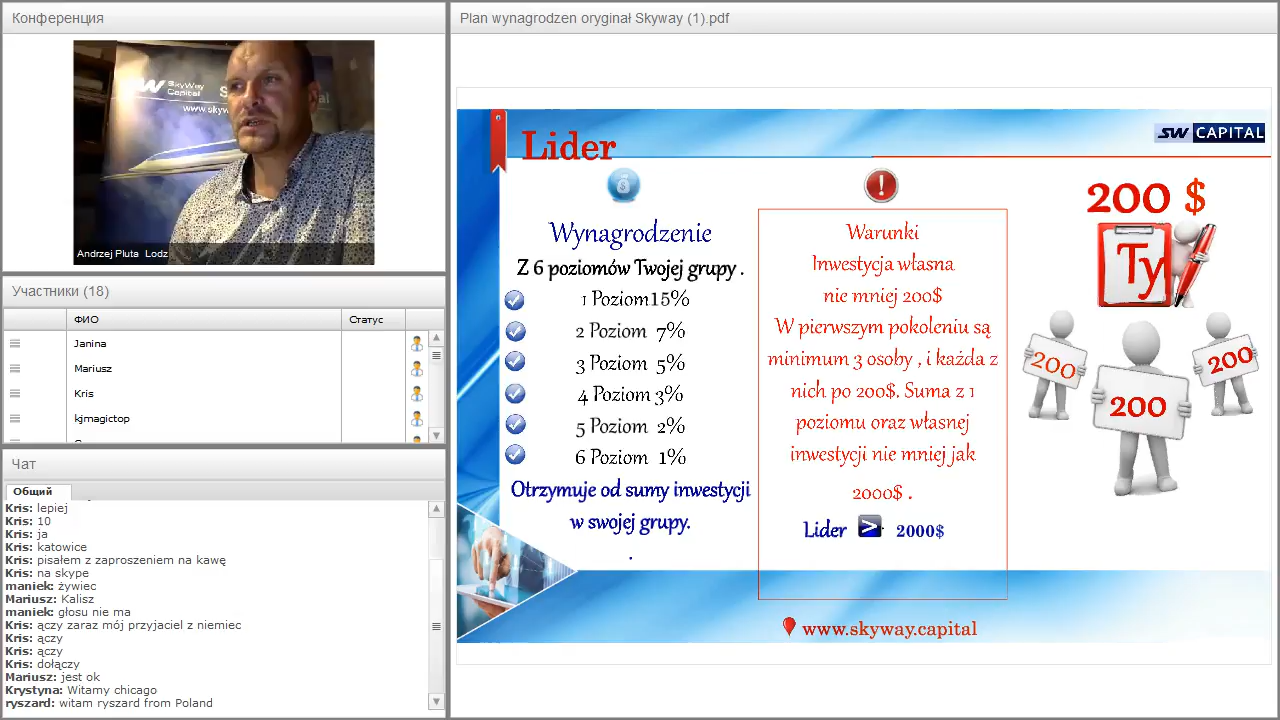 Конференция
SkyWay
Capital
www.skyw
Andrzej Pluta Lodz
Участники (18)
ФИО
Статус
Janina
Mariusz
Kris
kjmagictop
Чат
Общий
Kris: lepiej
Kris: 10
Kris: ja
Kris: katowice
Kris: pisałem z zaproszeniem na kawę
Kris: na skype
maniek: żywiec
Mariusz: Kalisz
maniek: głosu nie ma
Kris: ączy zaraz mój przyjaciel z niemiec
Kris: ączy
Kris: ączy
Kris: dołączy
Mariusz: jest ok
Krystyna: Witamy chicago
ryszard: witam ryszard from Poland
Plan wynagrodzen oryginał Skyway (1).pdf
Lider
SW CAPITAL
Wynagrodzenie
Z 6 poziomów Twojej grupy .
1 Poziom 15%
2 Poziom 7%
3 Poziom 5%
4 Poziom 3%
5 Poziom 2%
6 Poziom 1%
Otrzymuje od sumy inwestycji
w swojej grupy.
.
Warunki
Inwestycja własna
nie mniej 200$
W pierwszym pokoleniu są
minimum 3 osoby , i każda z
nich po 200$. Suma z 1
poziomu oraz własnej
inwestycji nie mniej jak
2000$ .
Lider > 2000$
200 $
Ty
200
200
200
www.skyway.capital